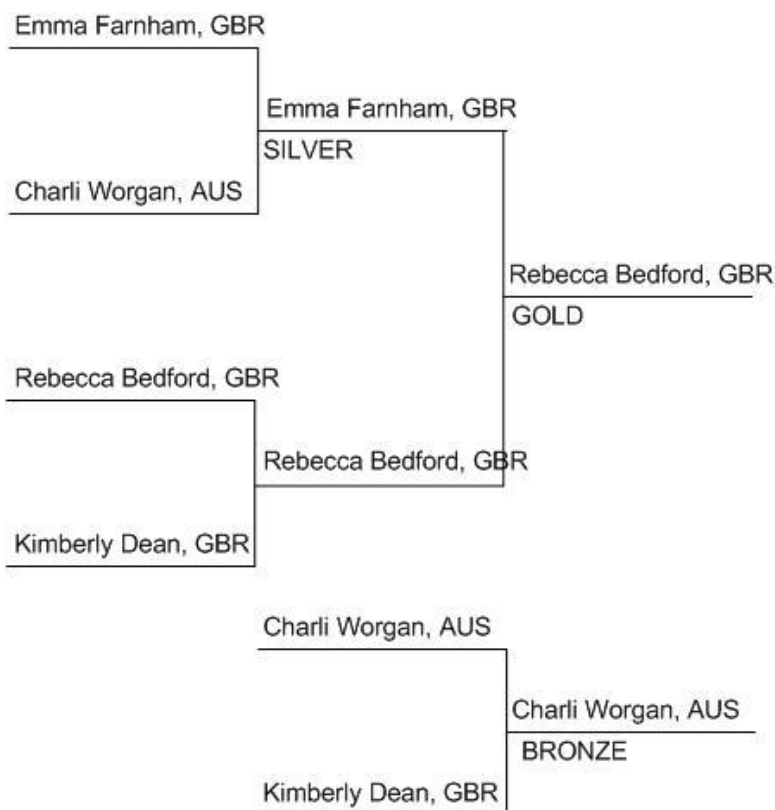 Emma Farnham, GBR
Emma Farnham, GBR
SILVER
Charli Worgan, AUS
Rebecca Bedford, GBR
GOLD
Rebecca Bedford, GBR
Rebecca Bedford, GBR
Kimberly Dean, GBR
Charli Worgan, AUS
Charli Worgan, AUS
BRONZE
Kimberly Dean, GBR